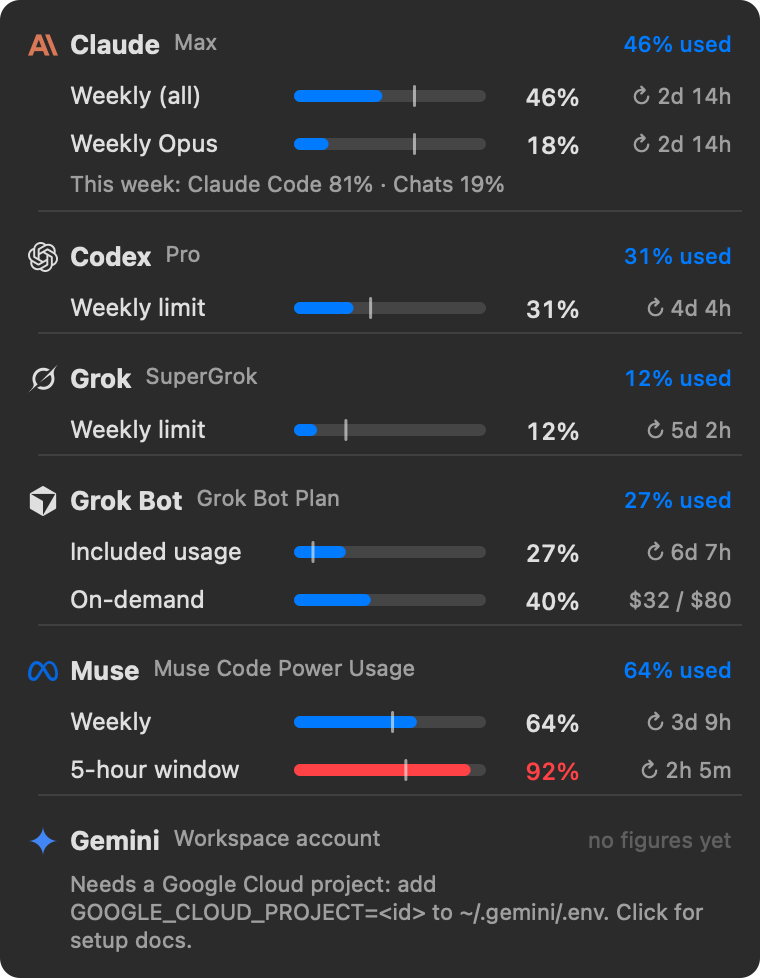 Claude Max 46% used
Weekly (all) 46% 2d 14h
Weekly Opus 18% 2d 14h
This week: Claude Code 81% · Chats 19%
Codex Pro 31% used
Weekly limit 31% 4d 4h
Grok SuperGrok 12% used
Weekly limit 12% 5d 2h
Grok Bot Grok Bot Plan 27% used
Included usage 27% 6d 7h
On-demand 40% $32 / $80
Muse Muse Code Power Usage 64% used
Weekly 64% 3d 9h
5-hour window 92% 2h 5m
Gemini Workspace account no figures yet
Needs a Google Cloud project: add
GOOGLE_CLOUD_PROJECT=<id> to ~/.gemini/.env. Click for
setup docs.